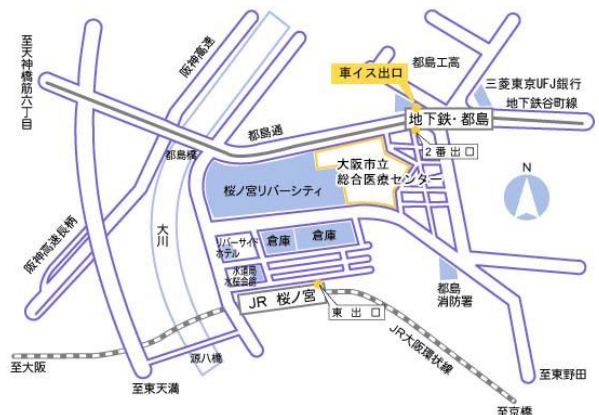 都島工高
車イス出口
三菱東京UFJ銀行
地下鉄谷町線
地下鉄・都島
2番出口
至天神橋筋六丁目
阪神高速
都島通
都島橋
大阪市立
総合医療センター
桜ノ宮リバーシティ
N
阪神高速長柄
大川
リバーサイド
ホテル
倉庫
倉庫
水道局
水桜会館
都島
消防署
JR 桜ノ宮
東出口
JR大阪環状線
源八橋
至大阪
至東天満
至東野田
至京橋